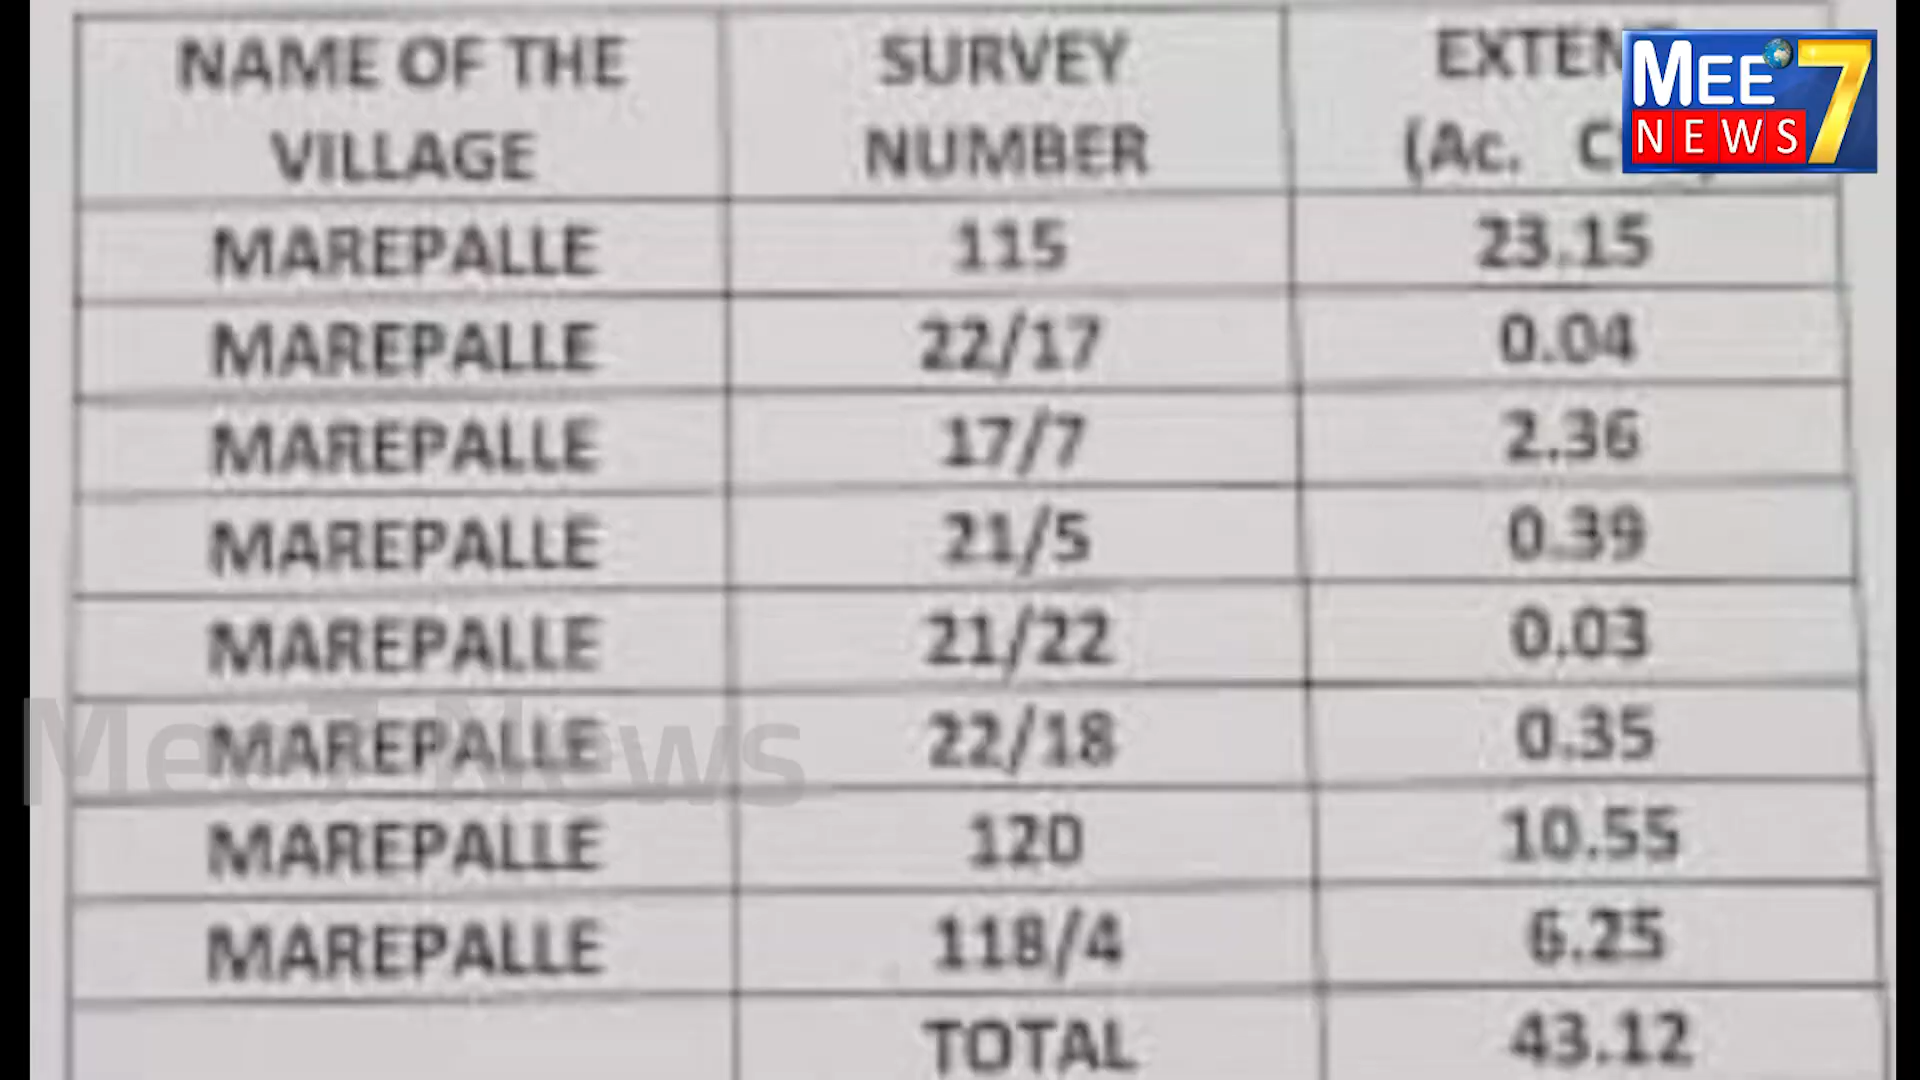 NAME OF THE VILLAGE SURVEY NUMBER (Ac.
MAREPALLE 115 23.15
MAREPALLE 22/17 0.04
MAREPALLE 17/7 2.36
MAREPALLE 21/5 0.39
MAREPALLE 21/22 0.03
MAREPALLE 22/18 0.35
MAREPALLE 120 10.55
MAREPALLE 118/4 6.25
TOTAL 43.12
MEE 7
NEWS
Mee 7 News